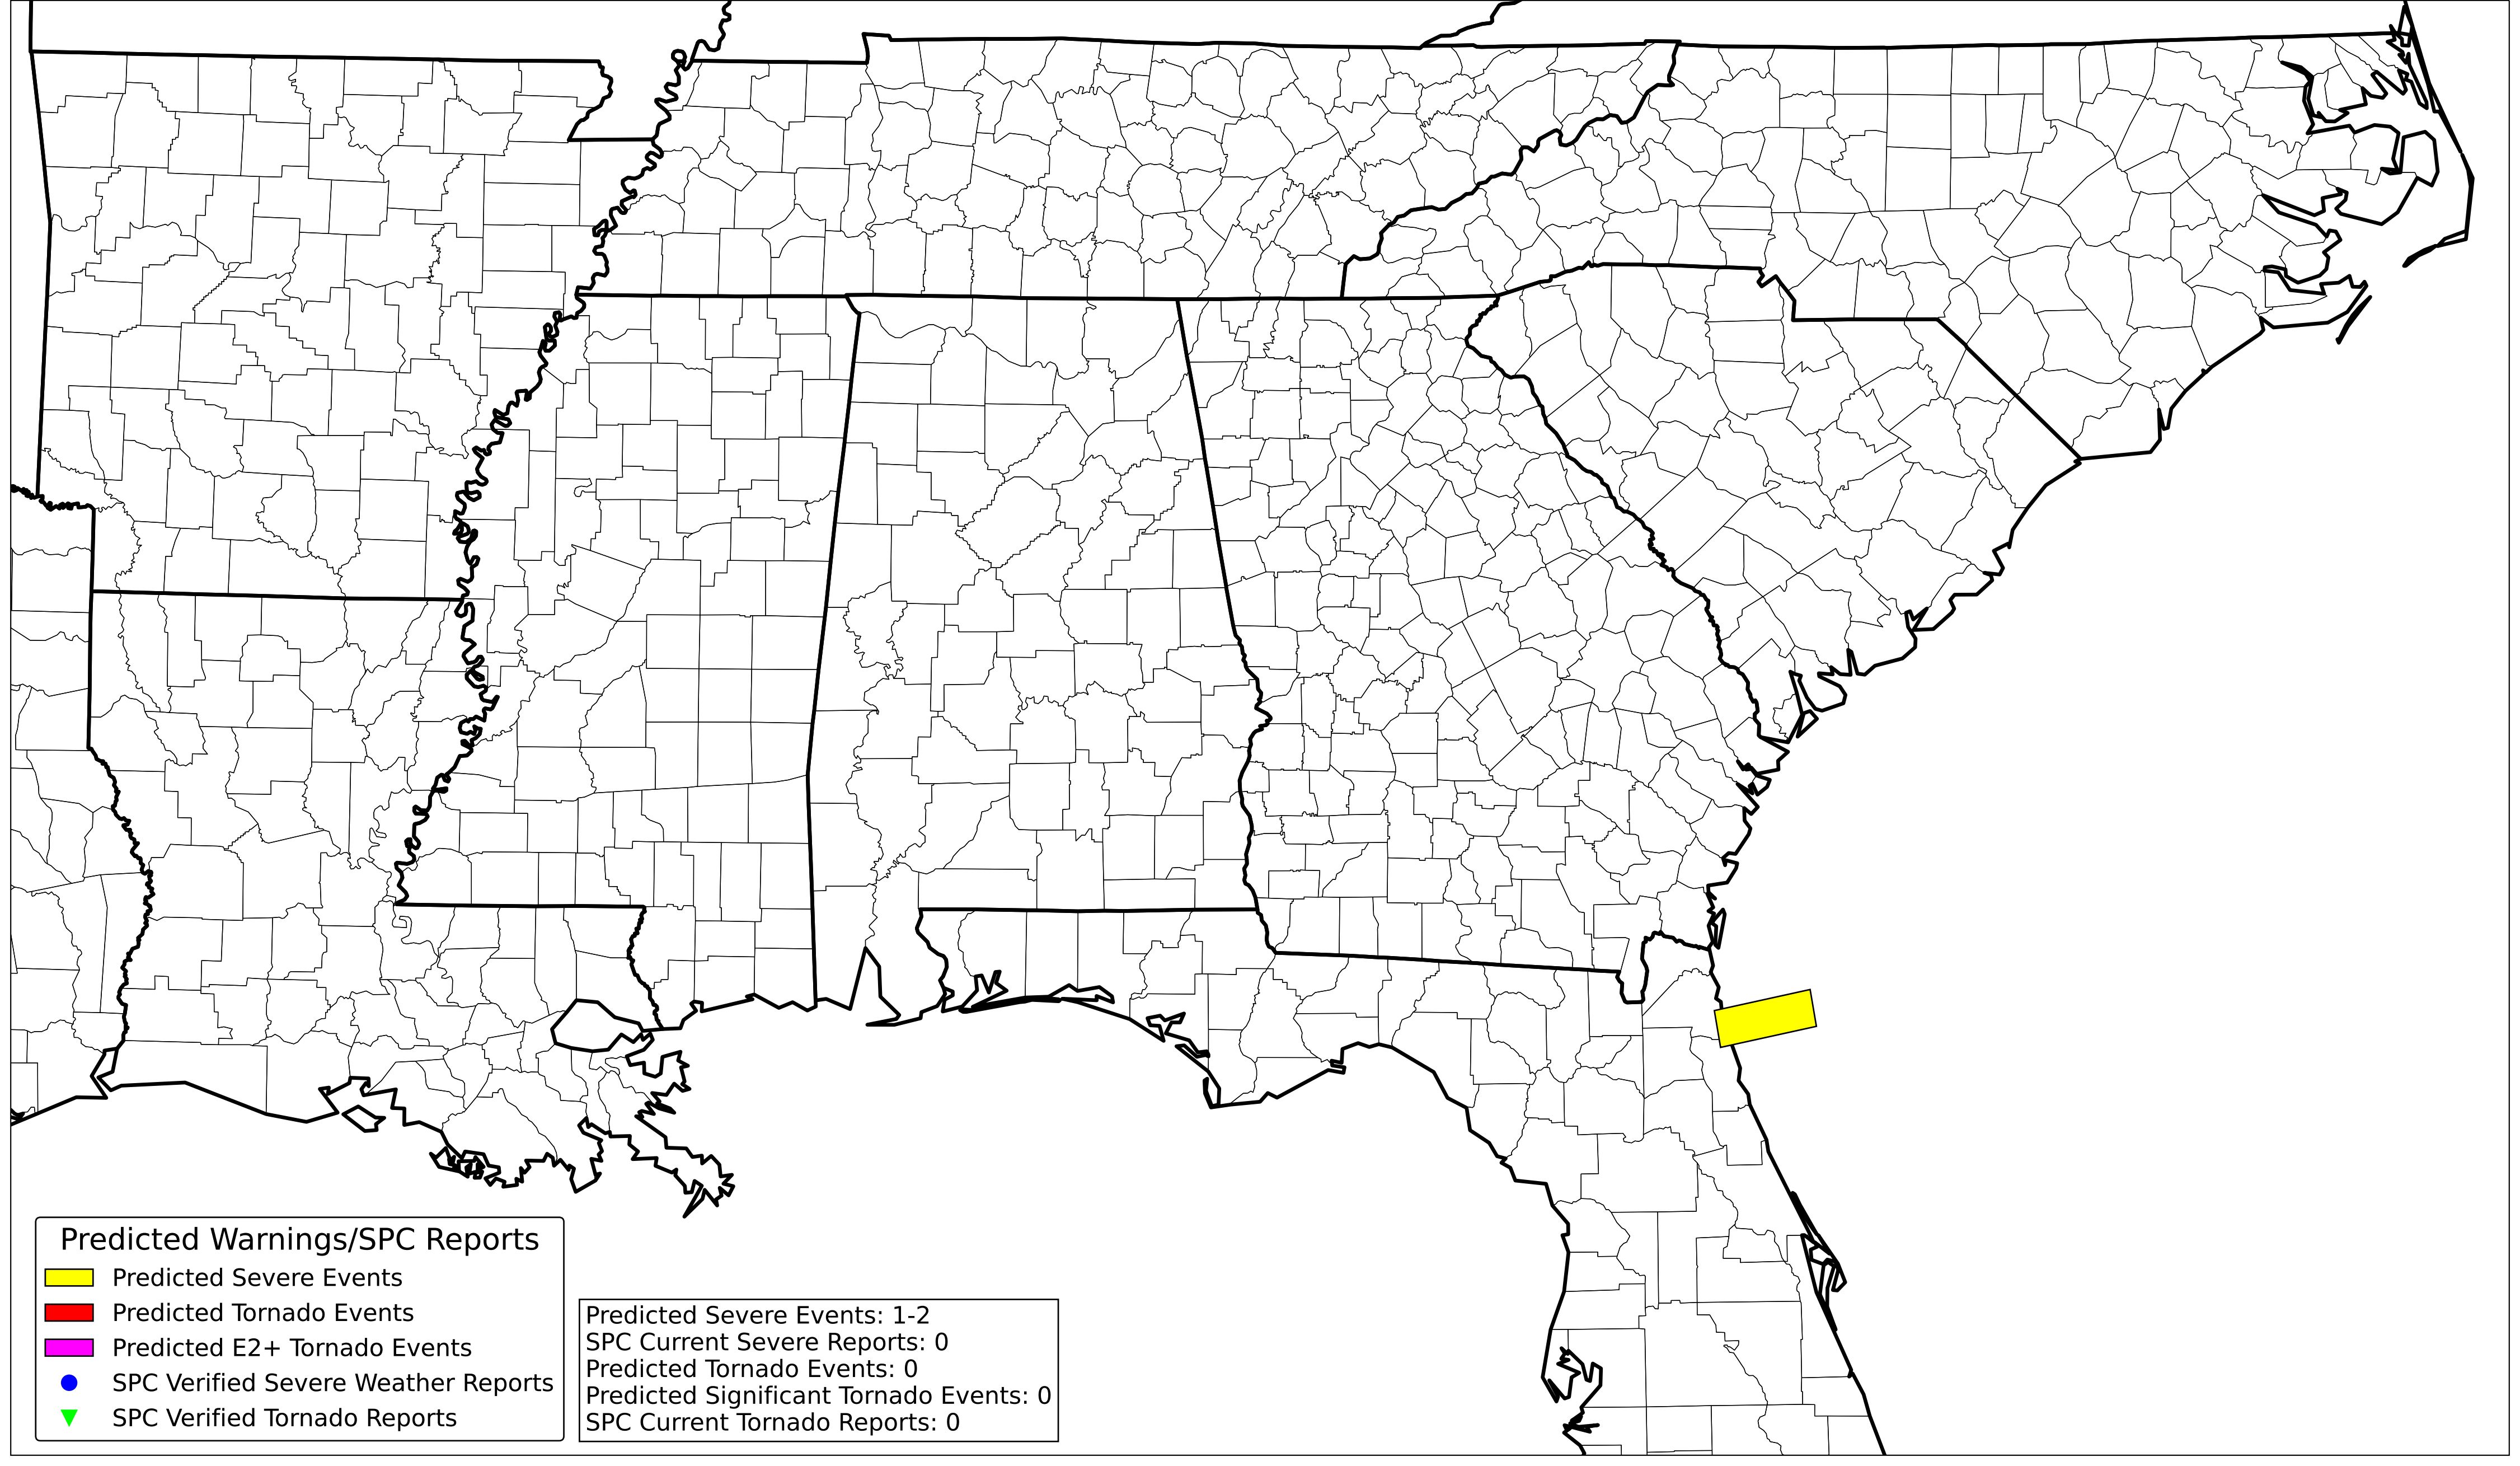 Predicted Warnings/SPC Reports
Predicted Severe Events
Predicted Tornado Events
Predicted E2+ Tornado Events
SPC Verified Severe Weather Reports
SPC Verified Tornado Reports
Predicted Severe Events: 1-2
SPC Current Severe Reports: 0
Predicted Tornado Events: 0
Predicted Significant Tornado Events: 0
SPC Current Tornado Reports: 0